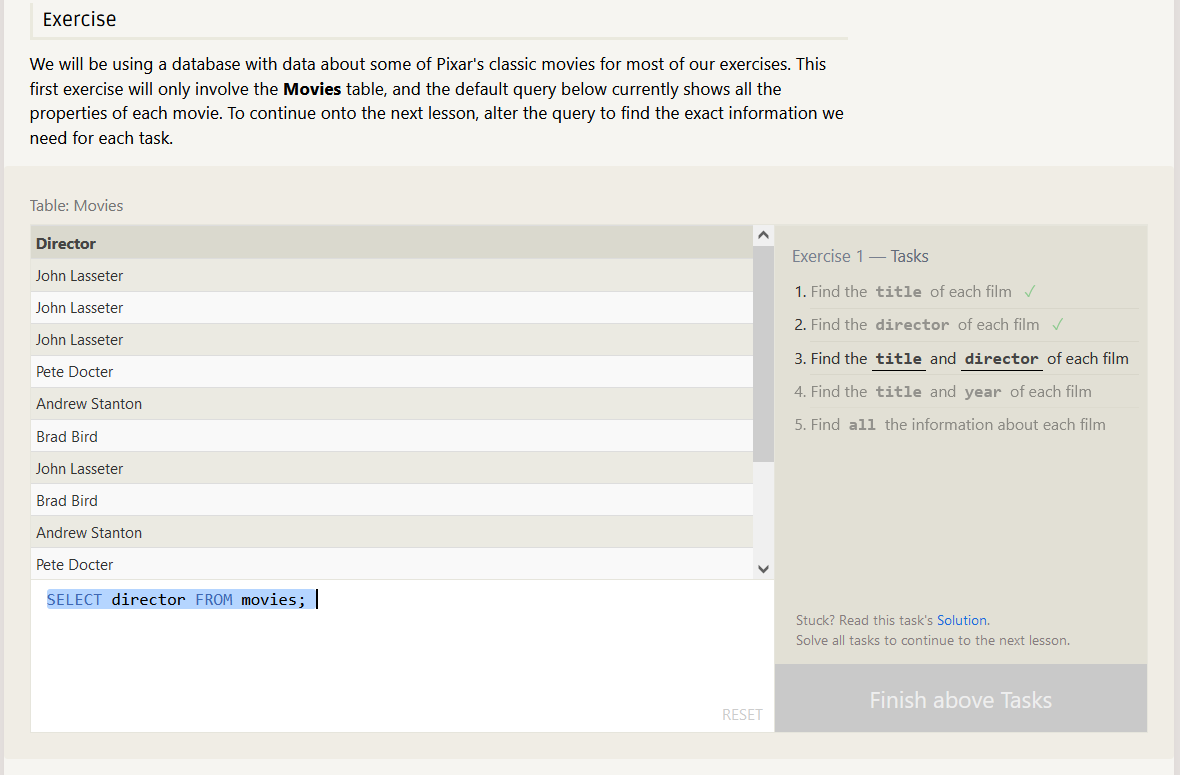 Exercise
We will be using a database with data about some of Pixar's classic movies for most of our exercises. This
first exercise will only involve the Movies table, and the default query below currently shows all the
properties of each movie. To continue onto the next lesson, alter the query to find the exact information we
need for each task.
Table: Movies
Director
John Lasseter
John Lasseter
John Lasseter
Pete Docter
Andrew Stanton
Brad Bird
John Lasseter
Brad Bird
Andrew Stanton
Pete Docter
SELECT director FROM movies;
RESET
Exercise 1 — Tasks
1. Find the title of each film ✓
2. Find the director of each film ✓
3. Find the title and director of each film
4. Find the title and year of each film
5. Find all the information about each film
Stuck? Read this task's Solution.
Solve all tasks to continue to the next lesson.
Finish above Tasks